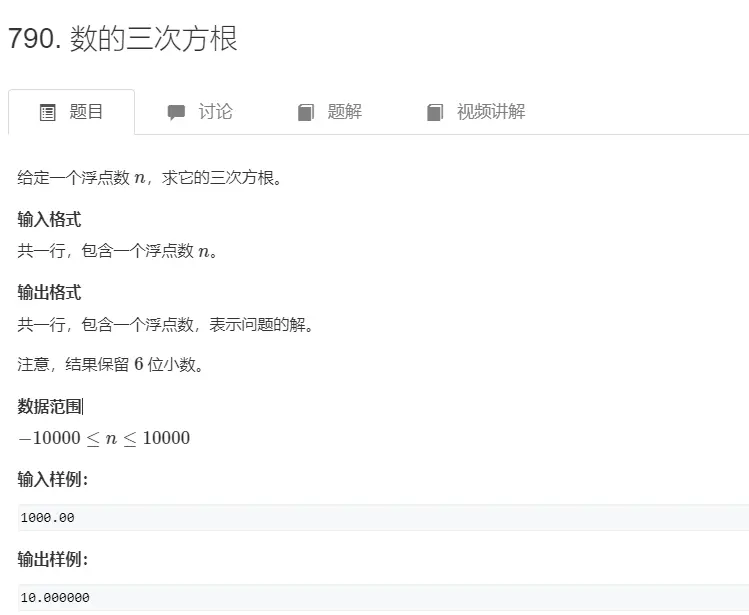 790. 数的三次方根
题目 讨论 题解 视频讲解
给定一个浮点数 n，求它的三次方根。
输入格式
共一行，包含一个浮点数 n。
输出格式
共一行，包含一个浮点数，表示问题的解。
注意，结果保留 6 位小数。
数据范围
−10000 ≤ n ≤ 10000
输入样例：
1000.00
输出样例：
10.000000